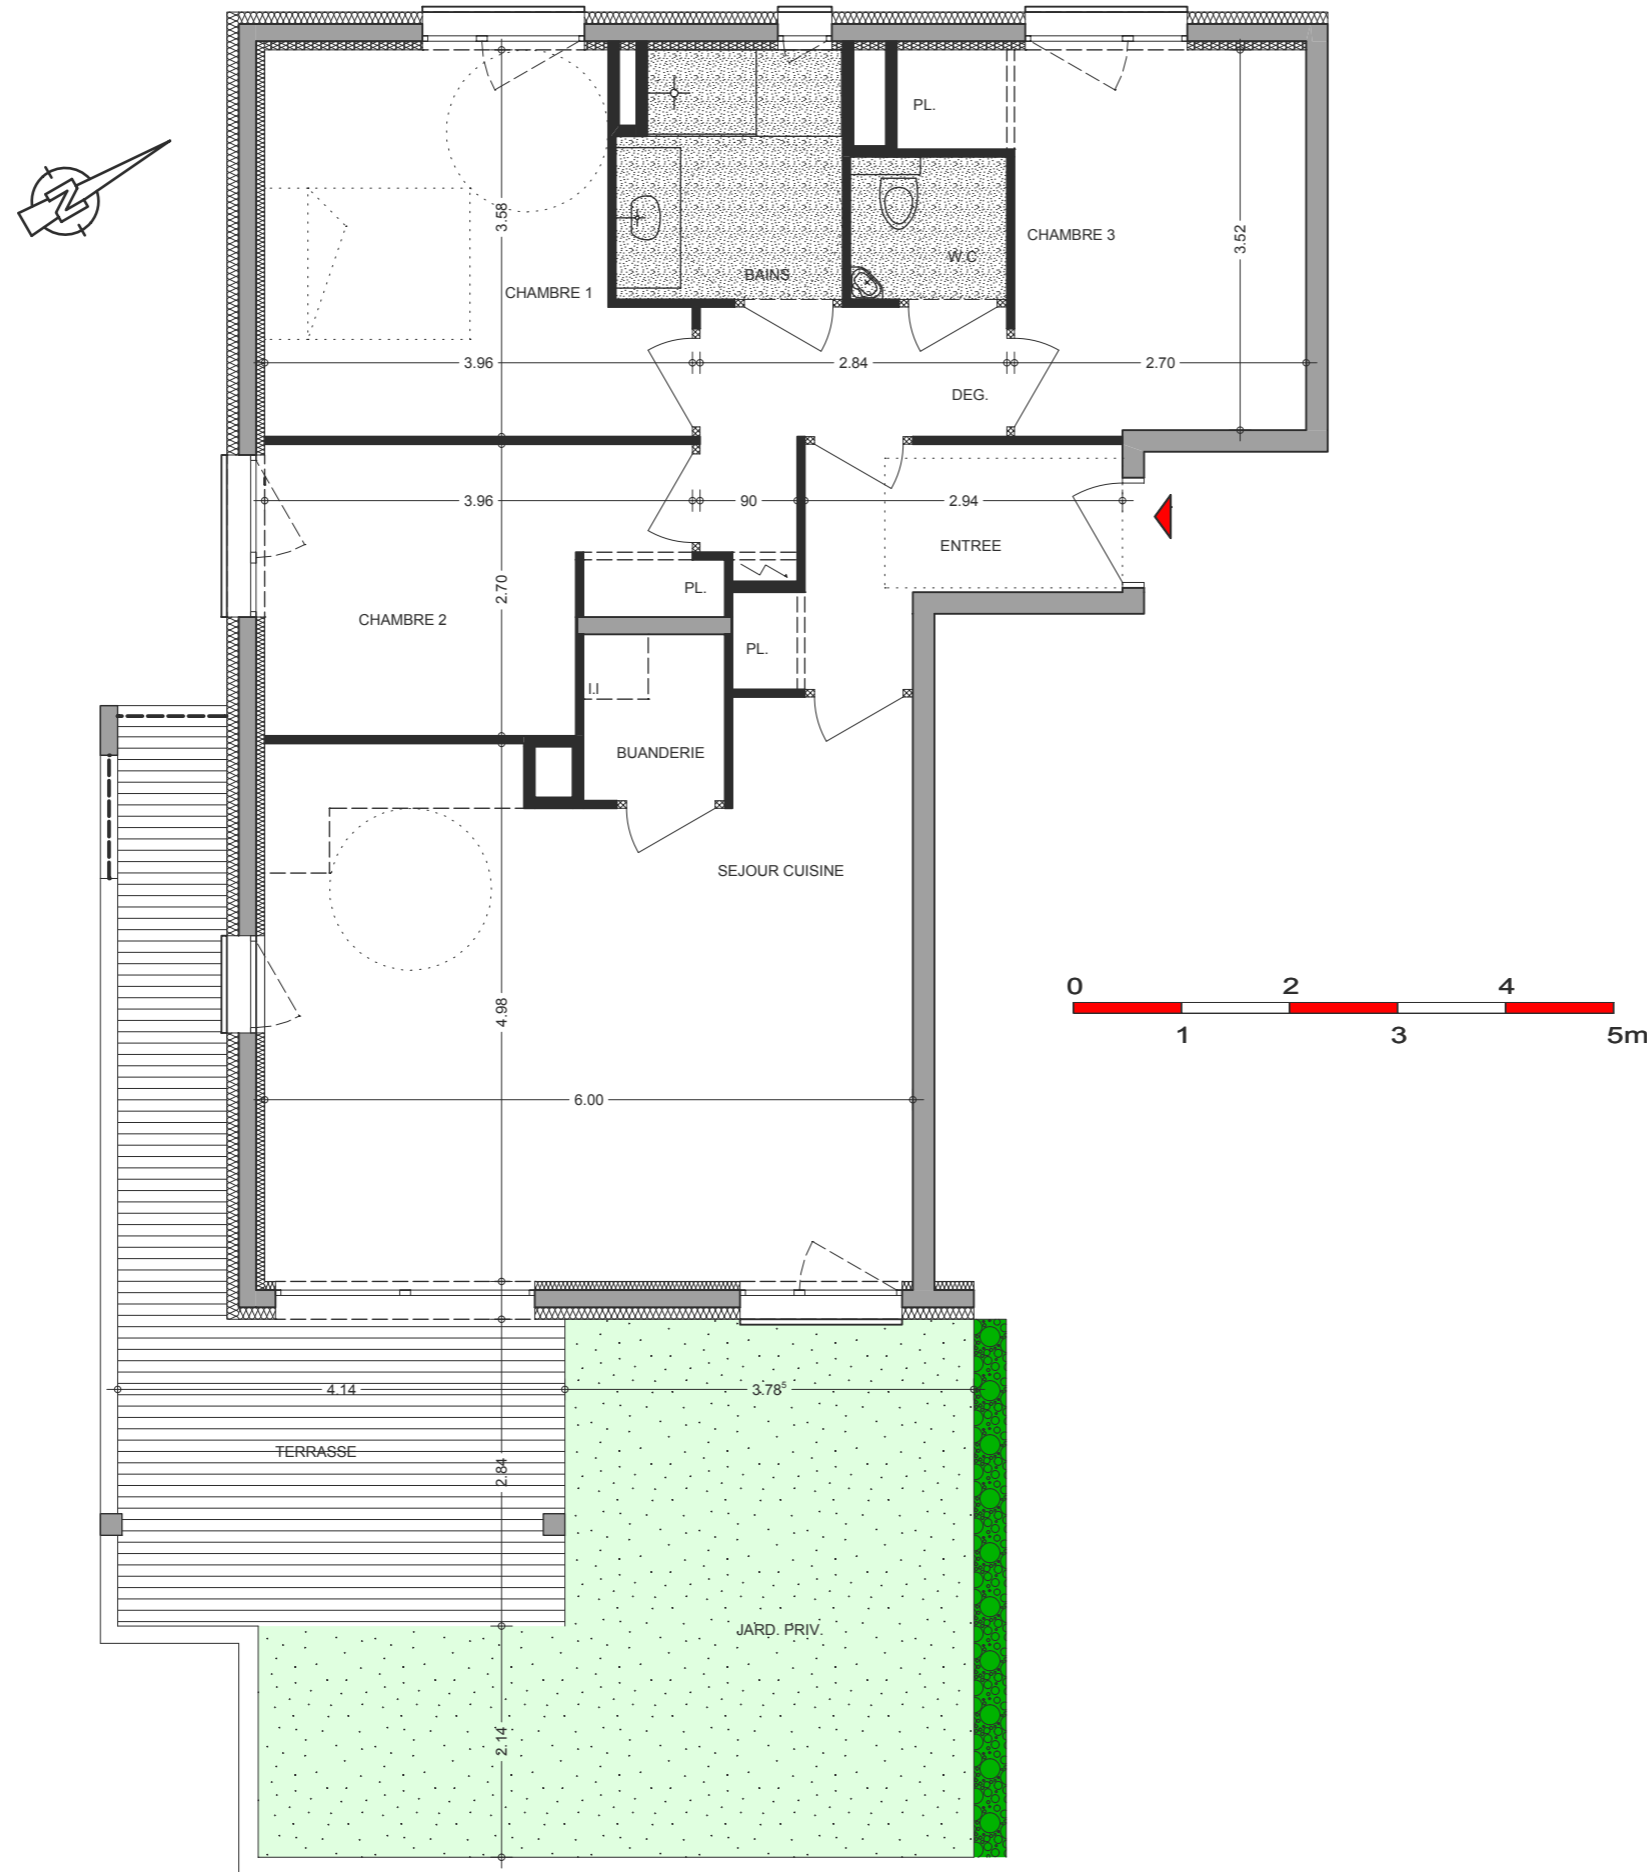 PL.
N
3.58
3.52
CHAMBRE 3
W.C
BAINS
CHAMBRE 1
3.96
2.84
2.70
DEG.
3.96
90
2.94
ENTREE
PL.
2.70
CHAMBRE 2
PL.
BUANDERIE
SEJOUR CUISINE
0 2 4
4.98
1 3 5m
6.00
4.14
3.78⁵
TERRASSE
2.84
JARD. PRIV.
2.14